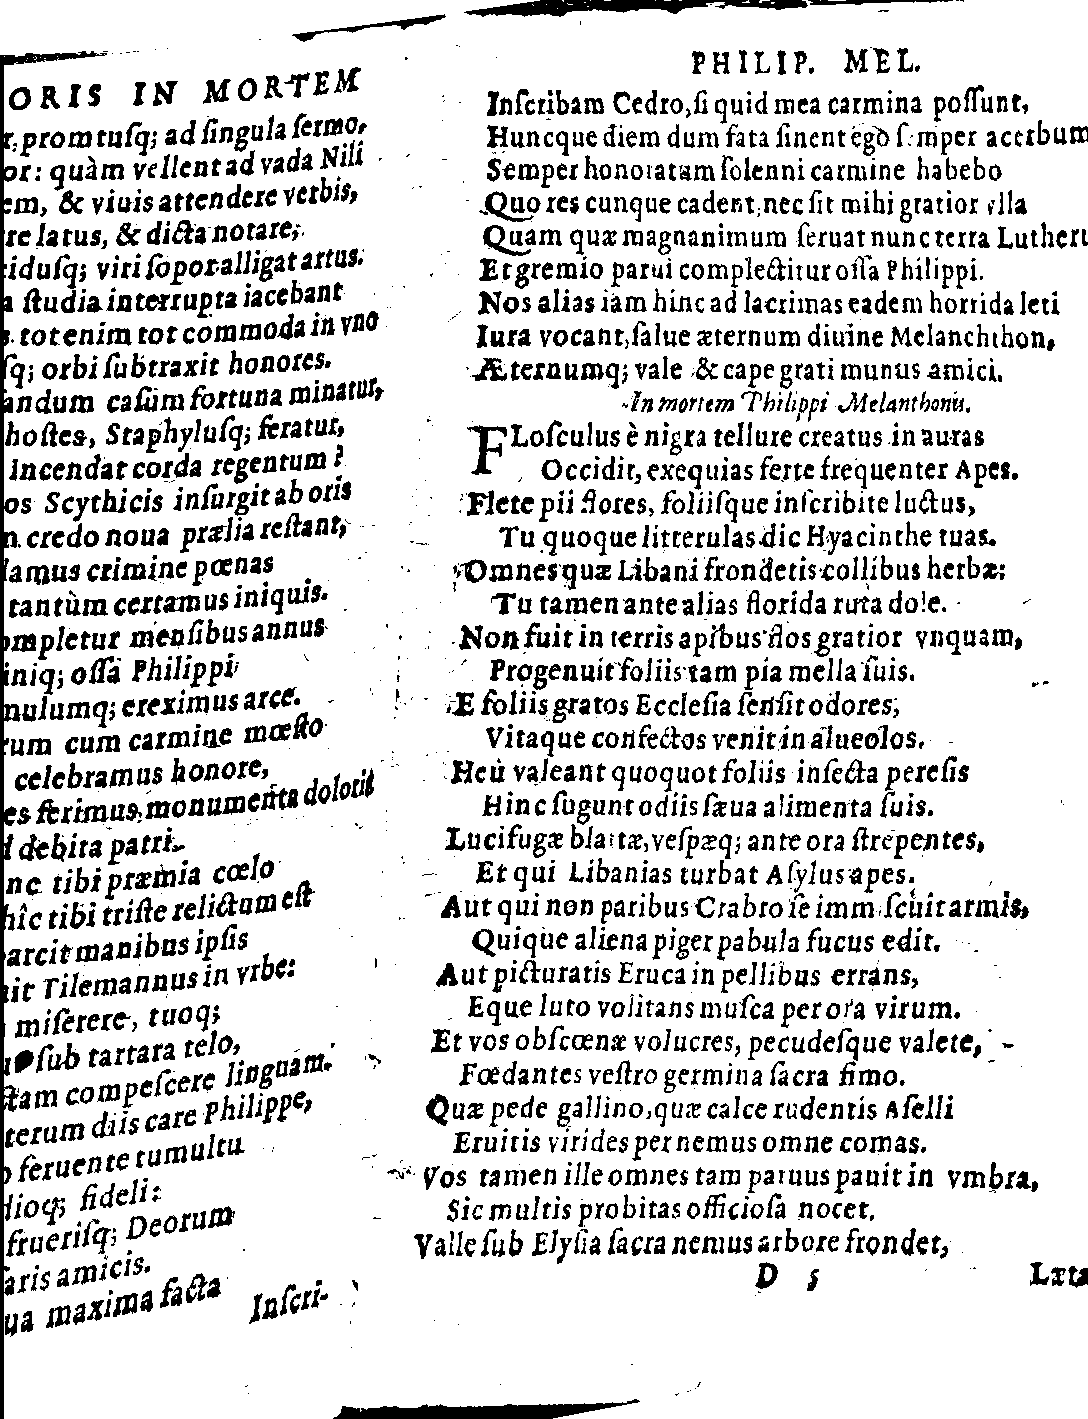 ORIS IN MORTEM
promtusq; ad ſingula ſermo,
or: quàm vellent ad vada Nili
em, & viuis attendere verbis,
re latus, & dicta notare;
idusq; viri ſopor alligat artus.
a ſtudia interrupta iacebant
tot enim tot commoda in vno
ſq; orbi ſubtraxit honores.
andum caſum fortuna minatur,
hoſtes, Staphylusq; feratur,
Incendat corda regentum?
os Scythicis inſurgit ab oris
n credo noua prælia reſtant,
lamus crimine pœnas
tantùm certamus iniquis.
ompletur menſibus annus
iniq; oſſa Philippi
mulumq; ereximus arce.
rum cum carmine mœſto
celebramus honore,
es ferimus, monumenta doloris
d debita patri.
nc tibi præmia cœlo
hîc tibi triſte relictum eſt
arcit manibus ipſis
it Tilemannus in vrbe:
miſerere, tuoq;
ſub tartara telo,
ſtam compeſcere linguam.
terum diis care Philippe,
o feruente tumultu
dioq; fideli:
frueriſq; Deorum
aris amicis.
ua maxima facta
Inſcri-
PHILIP. MEL.
Inſcribam Cedro, ſi quid mea carmina poſſunt,
Huncque diem dum fata ſinent ego ſemper acerbum
Semper honoratam ſolenni carmine habebo
Quo res cunque cadent, nec ſit mihi gratior vlla
Quam quæ magnanimum ſeruat nunc terra Lutheru
Et gremio parui complectitur oſſa Philippi.
Nos alias iam hinc ad lacrimas eadem horrida leti
Iura vocant, ſalue æternum diuine Melanchthon,
Æternumq; vale & cape grati munus amici.
In mortem Philippi Melanthonis.
FLoſculus è nigra tellure creatus in auras
Occidit, exequias ferte frequenter Apes.
Flete pii flores, foliiſque inſcribite luctus,
Tu quoque litterulas dic Hyacinthe tuas.
Omnes quæ Libani frondetis collibus herbæ:
Tu tamen ante alias florida ruta dole.
Non fuit in terris apibus flos gratior vnquam,
Progenuit foliis tam pia mella ſuis.
E foliis gratos Eccleſia ſenſit odores,
Vitaque confectos venit in alueolos.
Heu valeant quoquot foliis inſecta pereſis
Hinc ſugunt odiis ſæua alimenta ſuis.
Lucifugæ blattæ, veſpæq; ante ora ſtrepentes,
Et qui Libanias turbat Aſylus apes.
Aut qui non paribus Crabro ſe immiſcuit armis,
Quique aliena piger pabula fucus edit.
Aut picturatis Eruca in pellibus errans,
Eque luto volitans muſca per ora virum.
Et vos obſcœnæ volucres, pecudeſque valete,
Fœdantes veſtro germina ſacra fimo.
Quæ pede gallino, quæ calce rudentis Aſelli
Eruitis virides per nemus omne comas.
Vos tamen ille omnes tam paruus pauit in vmbra,
Sic multis probitas officioſa nocet.
Valle ſub Elyſia ſacra nemus arbore frondet,
D 5 Læta